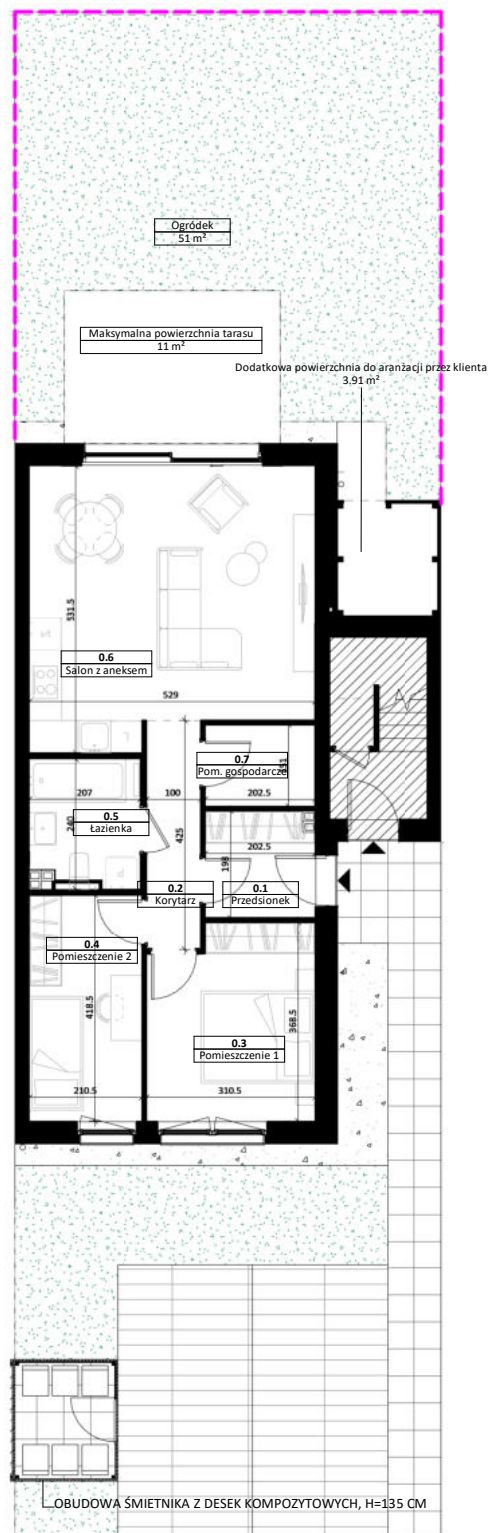 Ogródek
51 m²
Maksymalna powierzchnia tarasu
11 m²
Dodatkowa powierzchnia do aranżacji przez klienta
3,91 m²
531.5
0.6
Salon z aneksem
529
0.7
Pom. gospodarcze
151
202.5
207
100
0.5
Łazienka
240
425
202.5
198
0.2
Korytarz
0.1
Przedsionek
0.4
Pomieszczenie 2
418.5
0.3
Pomieszczenie 1
368.5
210.5
310.5
OBUDOWA ŚMIETNIKA Z DESEK KOMPOZYTOWYCH, H=135 CM